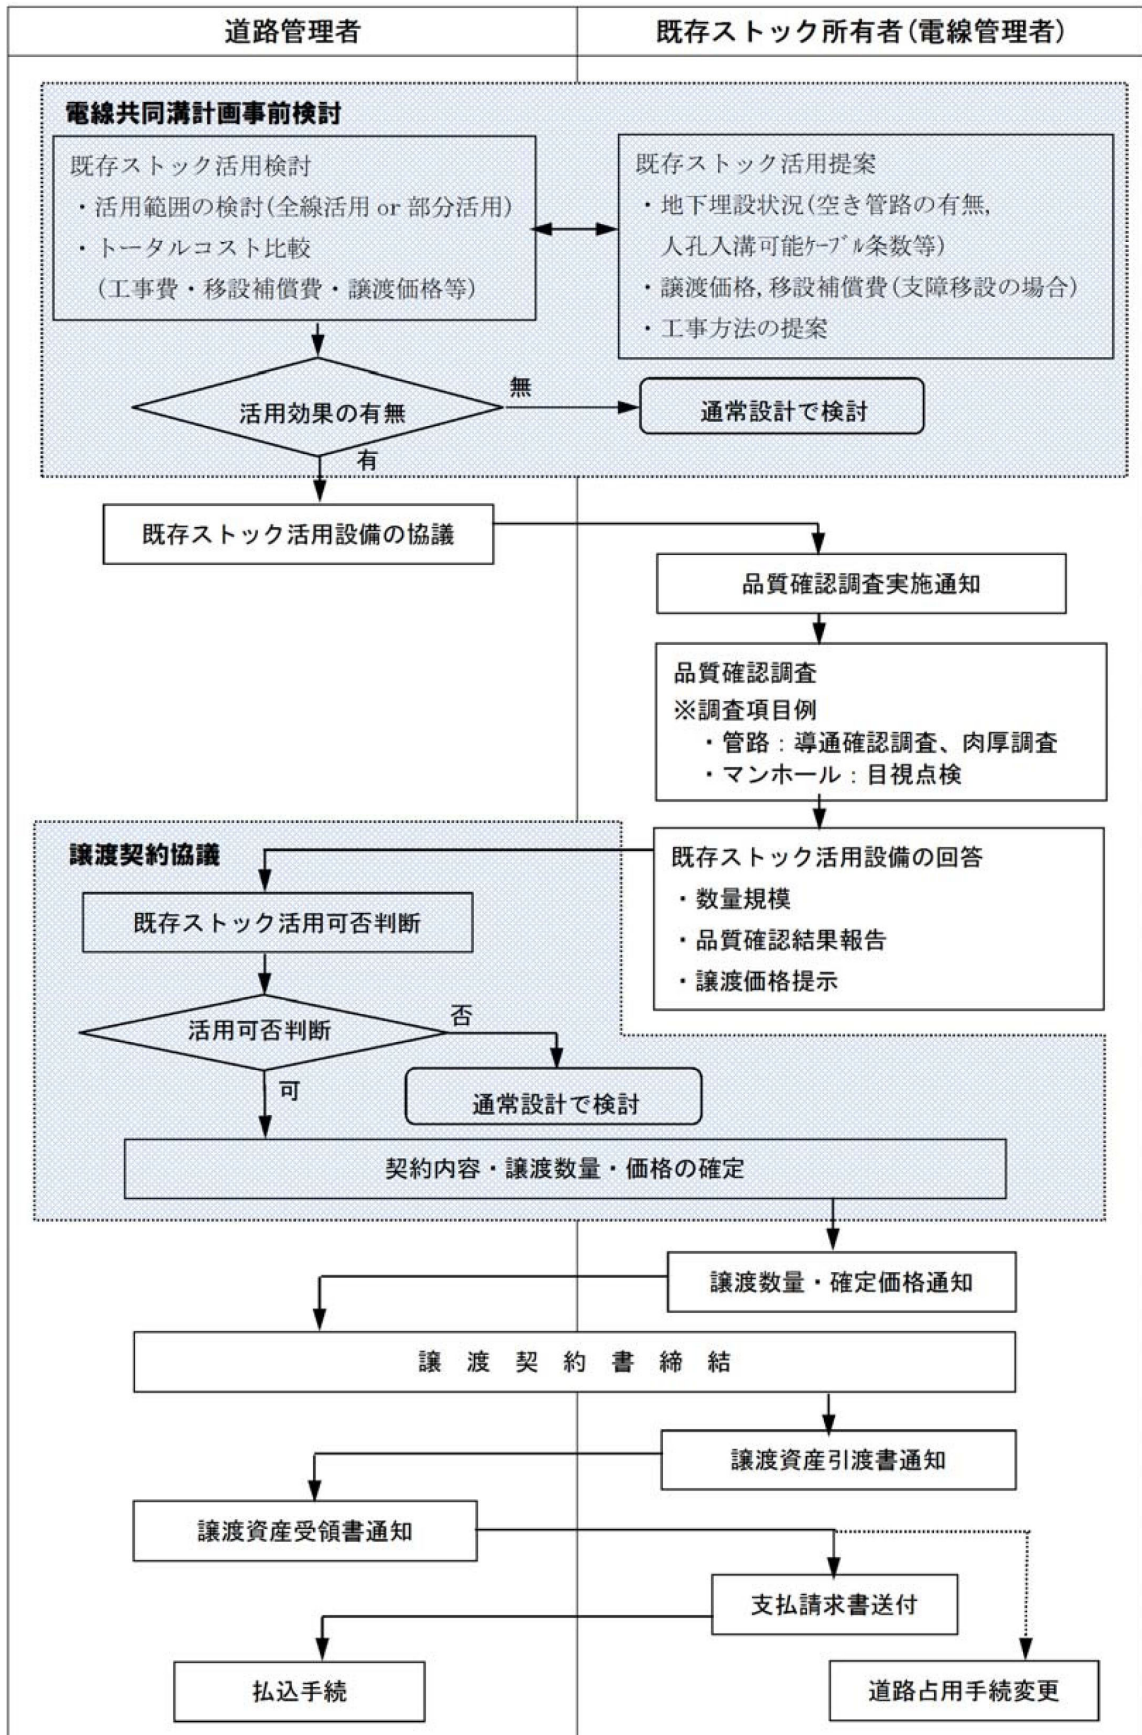 道路管理者
既存ストック所有者(電線管理者)
電線共同溝計画事前検討
既存ストック活用検討
・活用範囲の検討(全線活用 or 部分活用)
・トータルコスト比較
(工事費・移設補償費・譲渡価格等)
既存ストック活用提案
・地下埋設状況(空き管路の有無,
人孔入溝可能ｹｰﾌﾞﾙ条数等)
・譲渡価格,移設補償費(支障移設の場合)
・工事方法の提案
活用効果の有無
無
通常設計で検討
有
既存ストック活用設備の協議
品質確認調査実施通知
品質確認調査
※調査項目例
・管路：導通確認調査、肉厚調査
・マンホール：目視点検
譲渡契約協議
既存ストック活用設備の回答
・数量規模
・品質確認結果報告
・譲渡価格提示
既存ストック活用可否判断
活用可否判断
否
通常設計で検討
可
契約内容・譲渡数量・価格の確定
譲渡数量・確定価格通知
譲 渡 契 約 書 締 結
譲渡資産引渡書通知
譲渡資産受領書通知
支払請求書送付
払込手続
道路占用手続変更